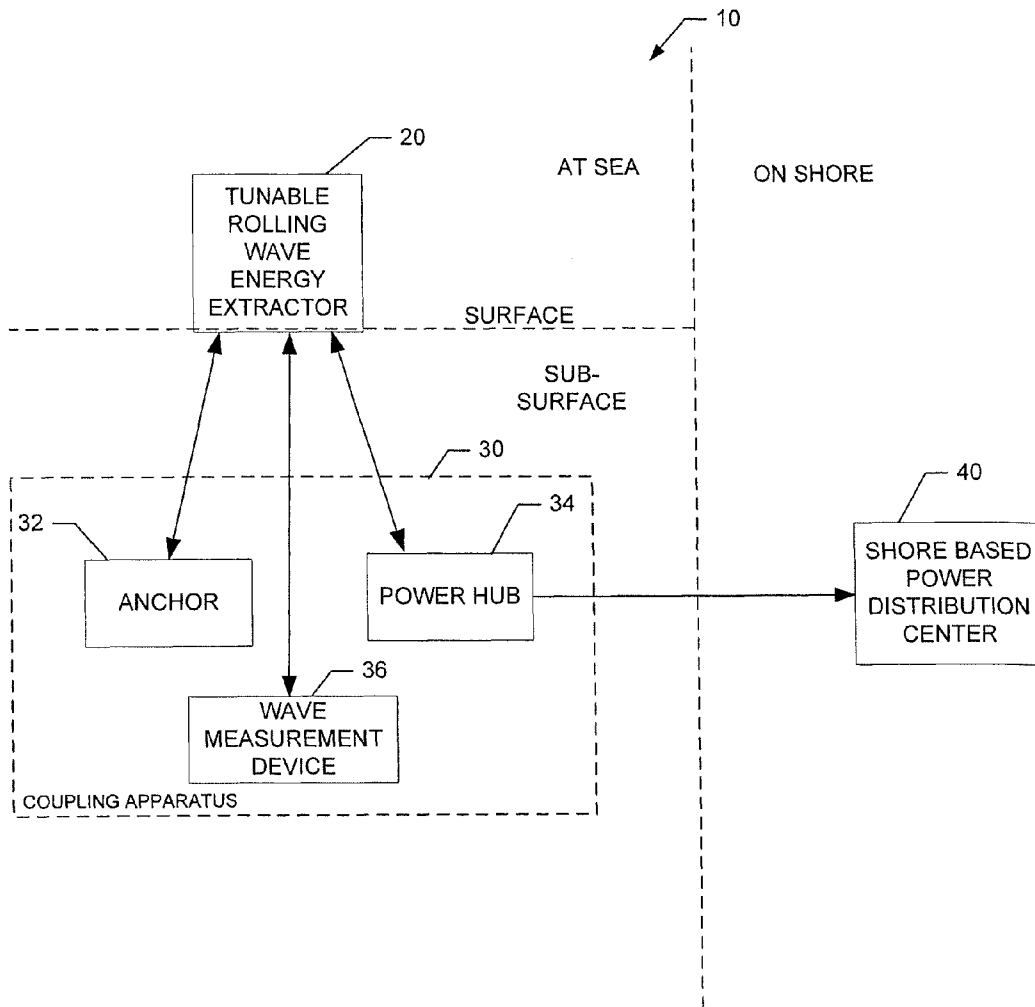 10
20
AT SEA
ON SHORE
TUNABLE
ROLLING
WAVE
ENERGY
EXTRACTOR
SURFACE
SUB-
SURFACE
30
32
34
40
ANCHOR
POWER HUB
SHORE BASED
POWER
DISTRIBUTION
CENTER
36
WAVE
MEASUREMENT
DEVICE
COUPLING APPARATUS